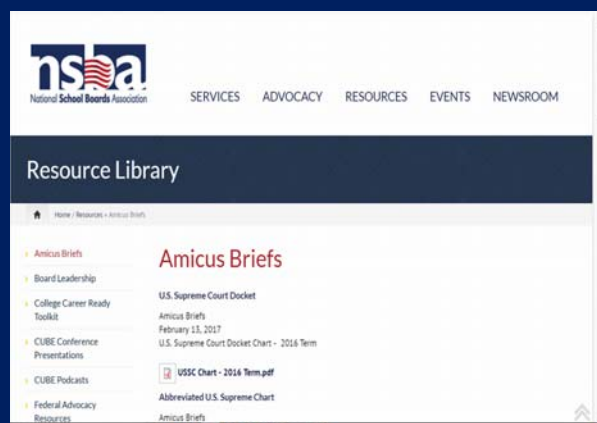 nsba
National School Boards Association
SERVICES ADVOCACY RESOURCES EVENTS NEWSROOM
Resource Library
Home / Resources » Amicus Briefs
Amicus Briefs
Board Leadership
College Career Ready
Toolkit
CUBE Conference
Presentations
CUBE Podcasts
Federal Advocacy
Resources
Amicus Briefs
U.S. Supreme Court Docket
Amicus Briefs
February 13, 2017
U.S. Supreme Court Docket Chart - 2016 Term
USSC Chart - 2016 Term.pdf
Abbreviated U.S. Supreme Chart
Amicus Briefs